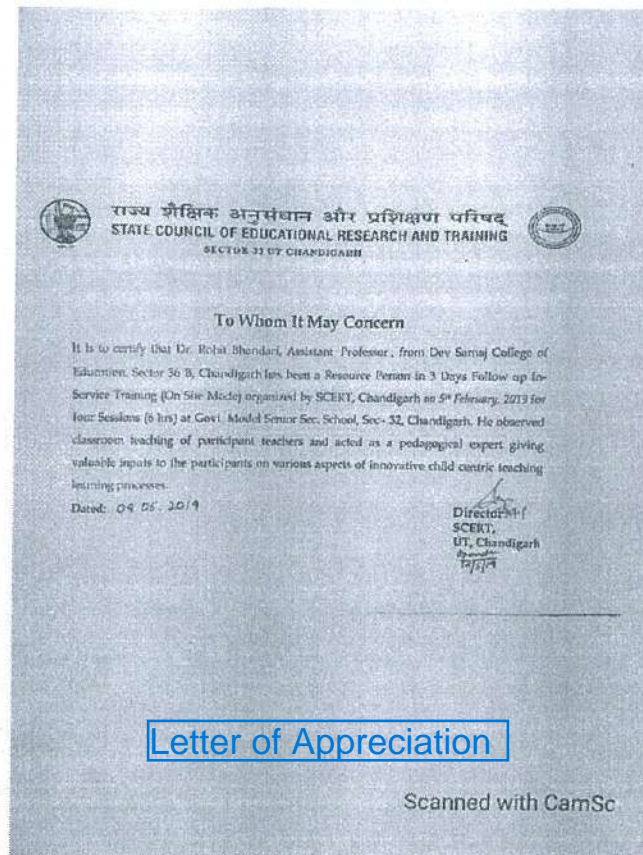 राज्य शैक्षिक अनुसंधान और प्रशिक्षण परिषद्
STATE COUNCIL OF EDUCATIONAL RESEARCH AND TRAINING
SECTOR 32 UT CHANDIGARH
To Whom It May Concern
It is to certify that Dr. Rohit Bhandari, Assistant Professor, from Dev Samaj College of
Education, Sector 36 B, Chandigarh has been a Resource Person in 3 Days Follow up In-
Service Training (On Site Mode) organized by SCERT, Chandigarh on 5th February, 2019 for
four Sessions (6 hrs) at Govt. Model Senior Sec. School, Sec- 32, Chandigarh. He observed
classroom teaching of participant teachers and acted as a pedagogical expert giving
valuable inputs to the participants on various aspects of innovative child centric teaching
learning processes.
Dated: 09 05. 2019
Director
SCERT,
UT, Chandigarh
Letter of Appreciation
Scanned with CamSc